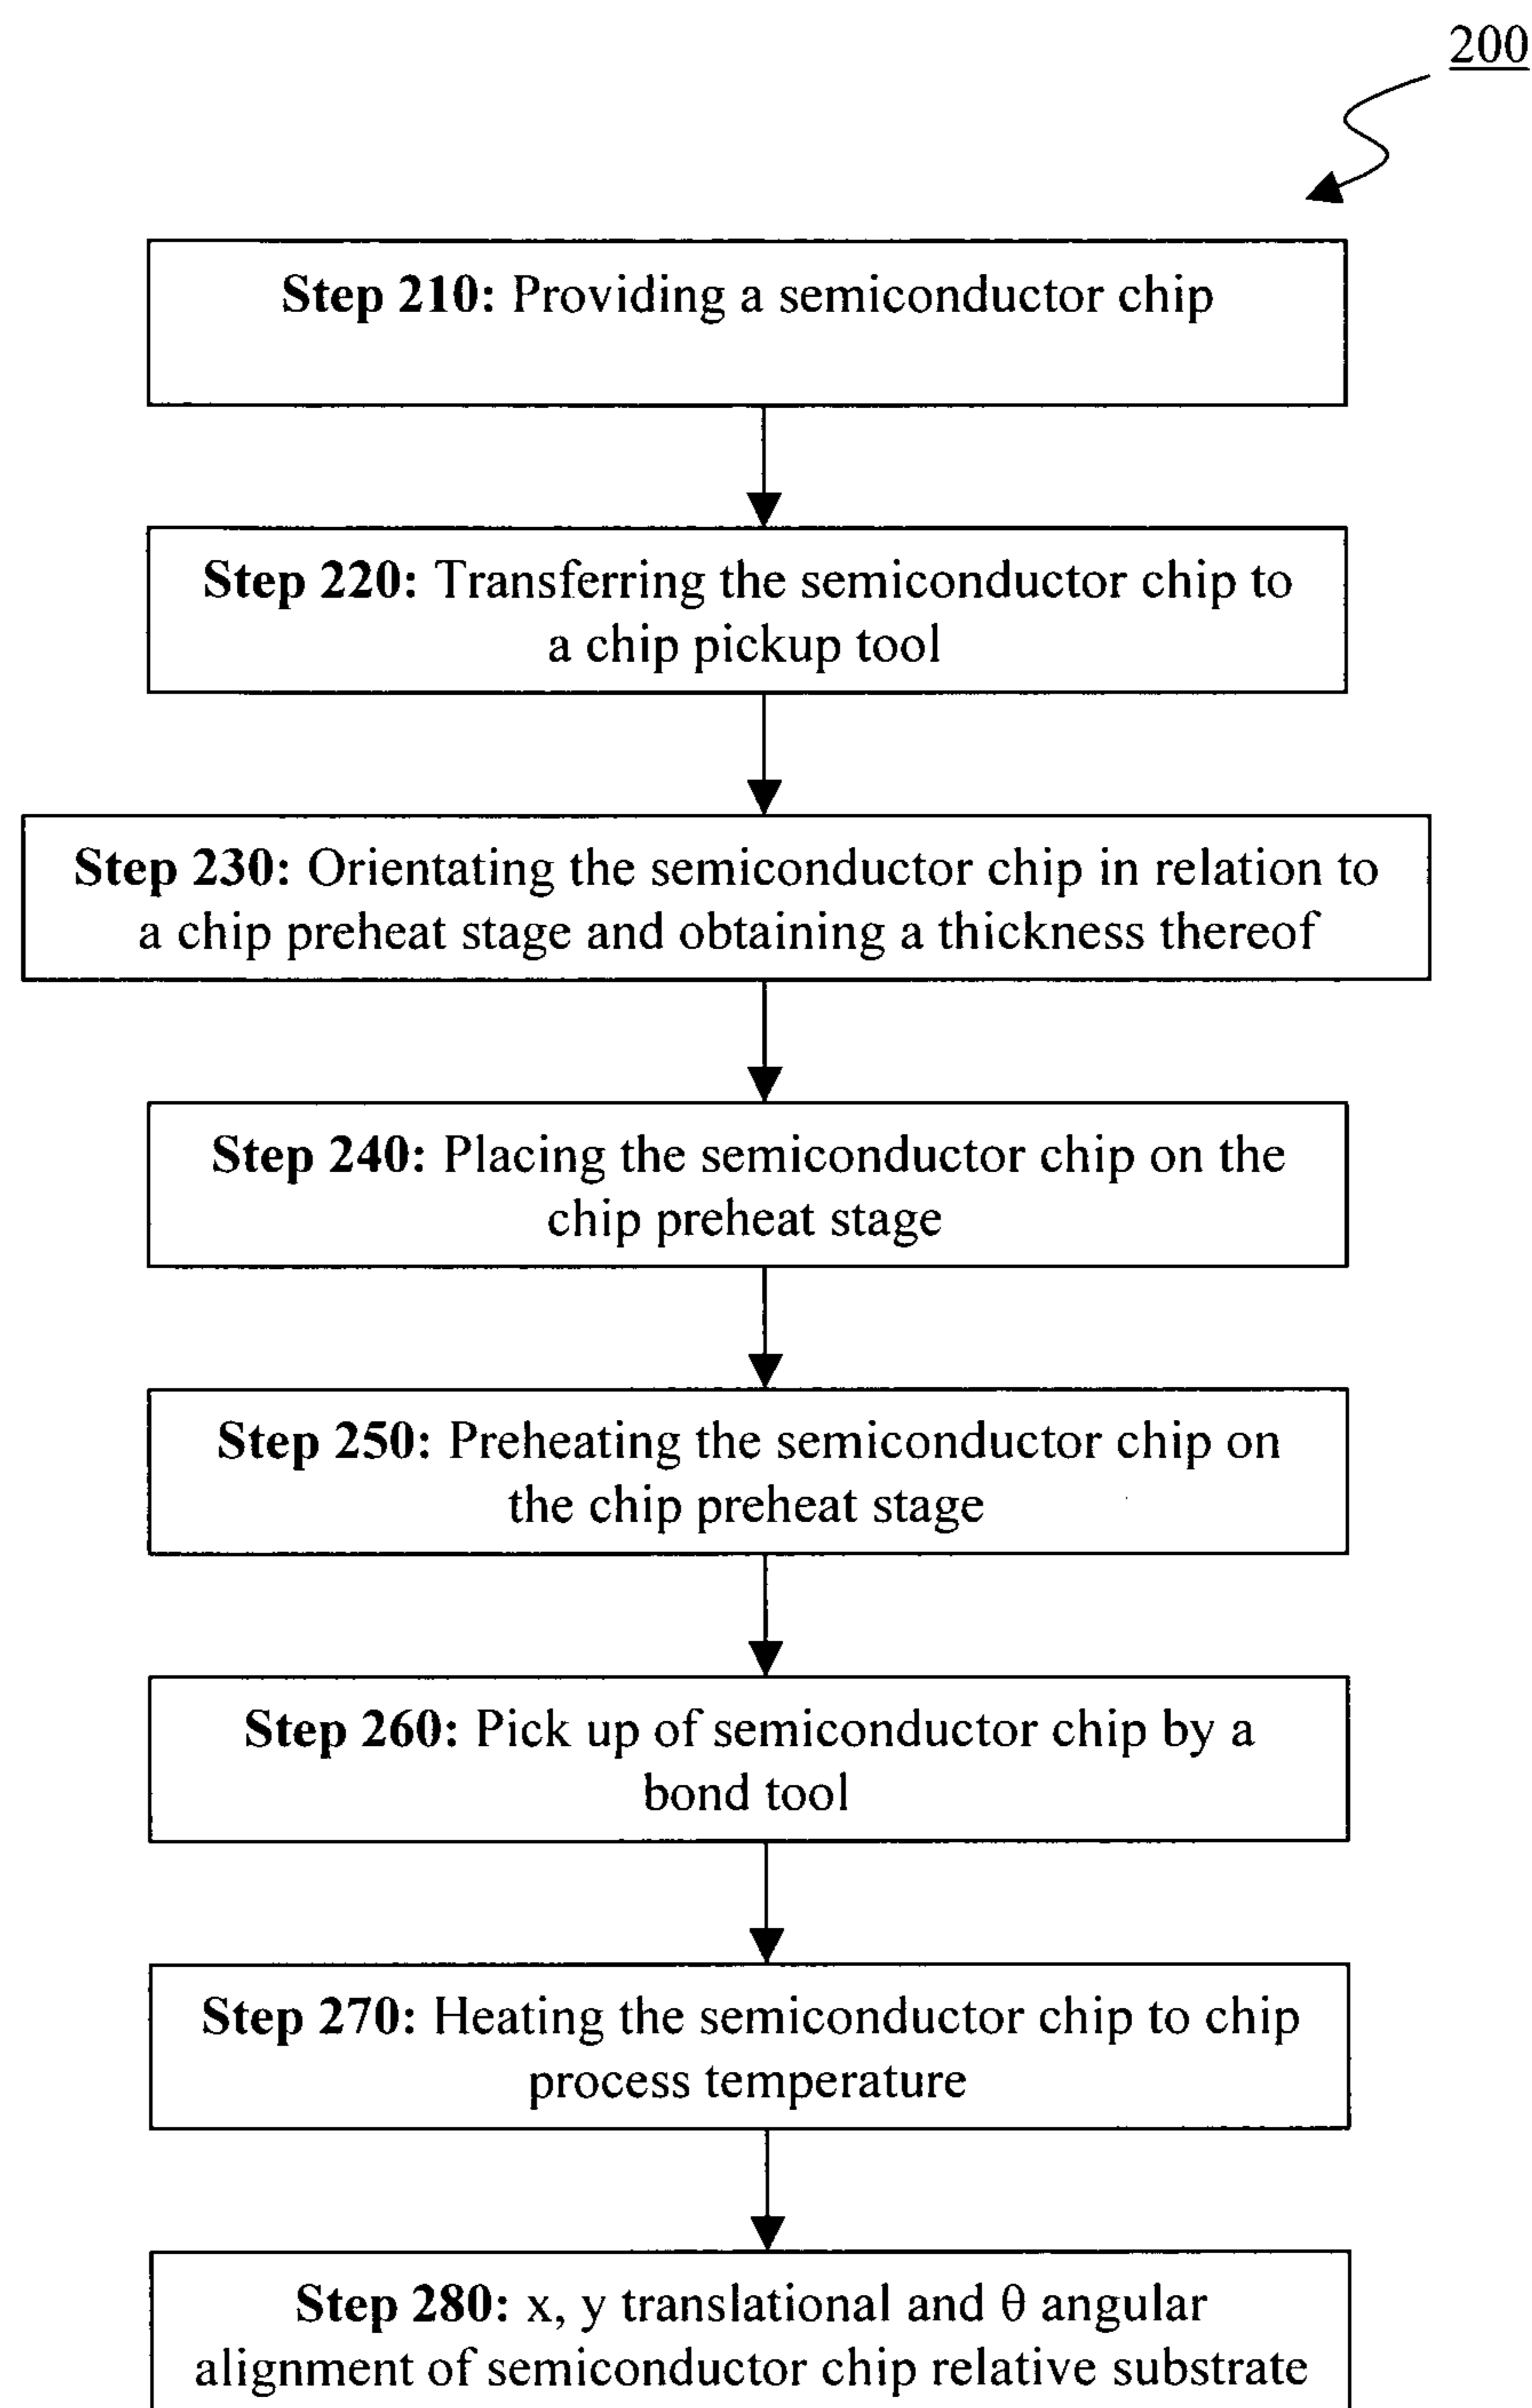 200
Step 210: Providing a semiconductor chip
Step 220: Transferring the semiconductor chip to
a chip pickup tool
Step 230: Orientating the semiconductor chip in relation to
a chip preheat stage and obtaining a thickness thereof
Step 240: Placing the semiconductor chip on the
chip preheat stage
Step 250: Preheating the semiconductor chip on
the chip preheat stage
Step 260: Pick up of semiconductor chip by a
bond tool
Step 270: Heating the semiconductor chip to chip
process temperature
Step 280: x, y translational and θ angular
alignment of semiconductor chip relative substrate